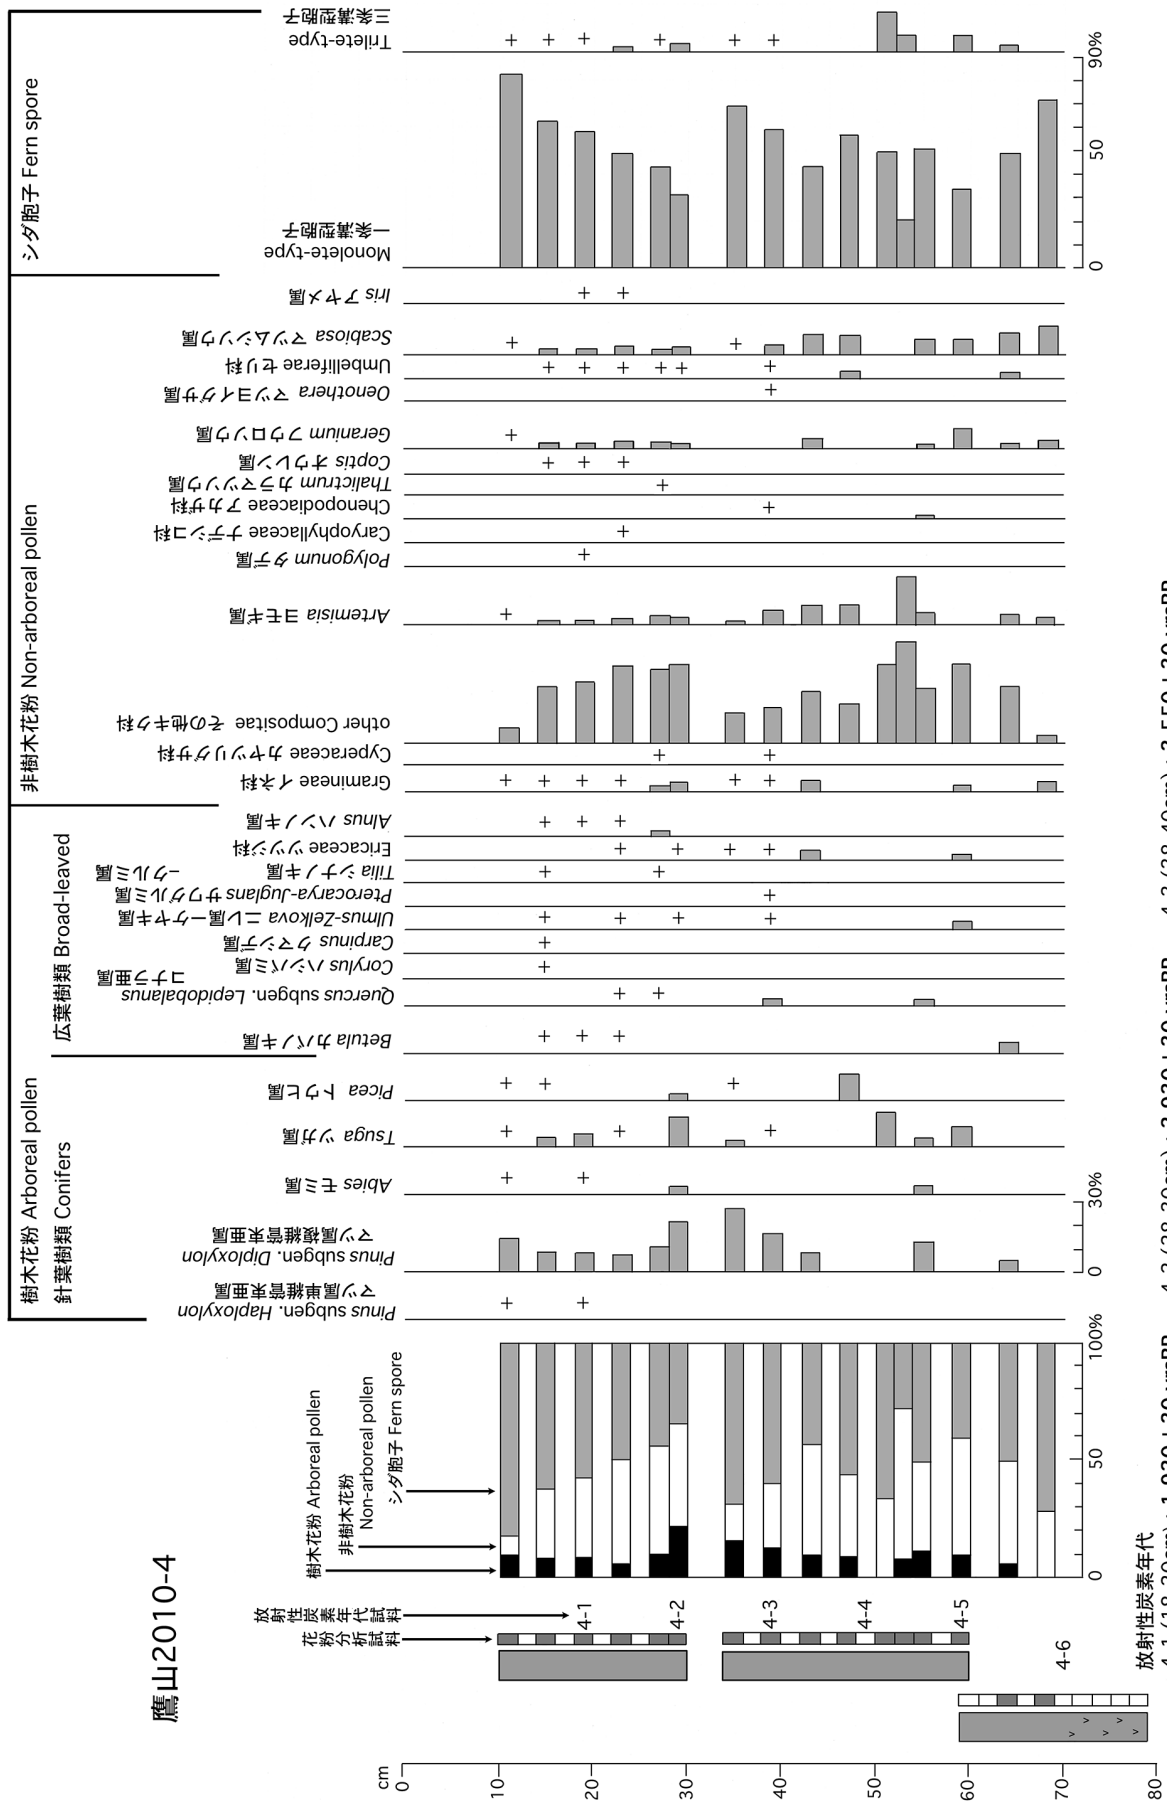 鷹山2010-4
cm
0
10
20
30
40
50
60
70
80
花粉分析試料
放射性炭素年代試料
4-1
4-2
4-3
4-4
4-5
4-6
樹木花粉 Arboreal pollen
非樹木花粉
Non-arboreal pollen
シダ胞子 Fern spore
0
50
100%
樹木花粉 Arboreal pollen
針葉樹類 Conifers
Pinus subgen. Haploxylon
マツ属単維管束亜属
Pinus subgen. Diploxylon
マツ属複維管束亜属
0
30%
Abies モミ属
Tsuga ツガ属
Picea トウヒ属
広葉樹類 Broad-leaved
Betula カバノキ属
Quercus subgen. Lepidobalanus
コナラ亜属
Corylus ハシバミ属
Carpinus クマシデ属
Ulmus-Zelkova ニレ属ーケヤキ属
Pterocarya-Juglans サワグルミ属
－クルミ属
Tilia シナノキ属
Ericaceae ツツジ科
Alnus ハンノキ属
非樹木花粉 Non-arboreal pollen
Gramineae イネ科
Cyperaceae カヤツリグサ科
other Compositae その他キク科
Artemisia ヨモギ属
Polygonum タデ属
Caryophyllaceae ナデシコ科
Chenopodiaceae アカザ科
Thalictrum カラマツソウ属
Coptis オウレン属
Geranium フウロソウ属
Oenothera マツヨイグサ属
Umbelliferae セリ科
Scabiosa マツムシソウ属
Iris アヤメ属
シダ胞子 Fern spore
Monolete-type
一条溝型胞子
0
50
90%
Trilete-type
三条溝型胞子
放射性炭素年代